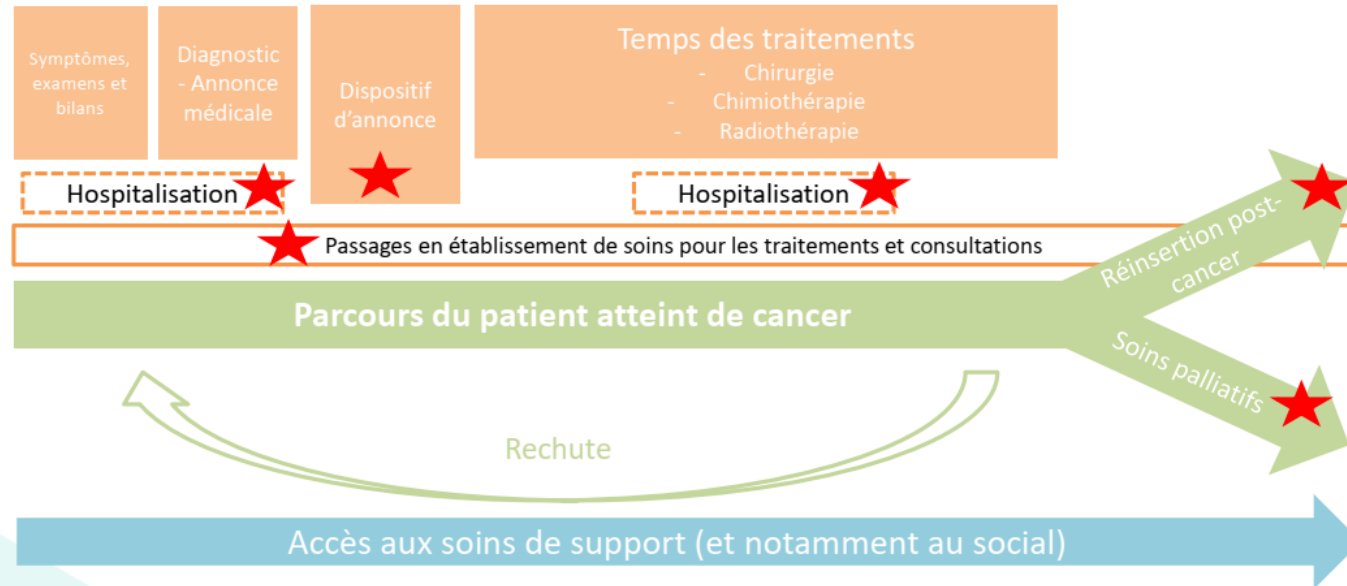 Symptômes,
examens et
bilans
Diagnostic
- Annonce
médicale
Dispositif
d'annonce
Temps des traitements
- Chirurgie
- Chimiothérapie
- Radiothérapie
Hospitalisation
Hospitalisation
Passages en établissement de soins pour les traitements et consultations
Réinsertion post-
cancer
Parcours du patient atteint de cancer
Soins palliatifs
Rechute
Accès aux soins de support (et notamment au social)